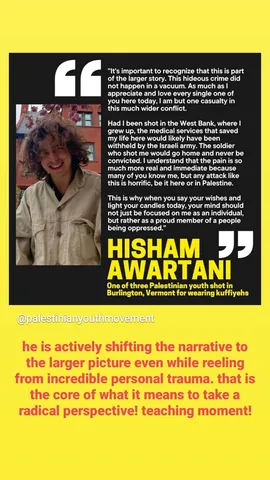 "It's important to recognize that this is part
of the larger story. This hideous crime did
not happen in a vacuum. As much as I
appreciate and love every single one of
you here today, I am but one casualty in
this much wider conflict.
Had I been shot in the West Bank, where I
grew up, the medical services that saved
my life here would likely have been
withheld by the Israeli army. The soldier
who shot me would go home and never be
convicted. I understand that the pain is so
much more real and immediate because
many of you know me, but any attack like
this is horrific, be it here or in Palestine.
This is why when you say your wishes and
light your candles today, your mind should
not just be focused on me as an individual,
but rather as a proud member of a people
being oppressed."
HISHAM
AWARTANI
One of three Palestinian youth shot in
Burlington, Vermont for wearing kuffiyehs
@palestinianyouthmovement
he is actively shifting the narrative to
the larger picture even while reeling
from incredible personal trauma. that is
the core of what it means to take a
radical perspective! teaching moment!